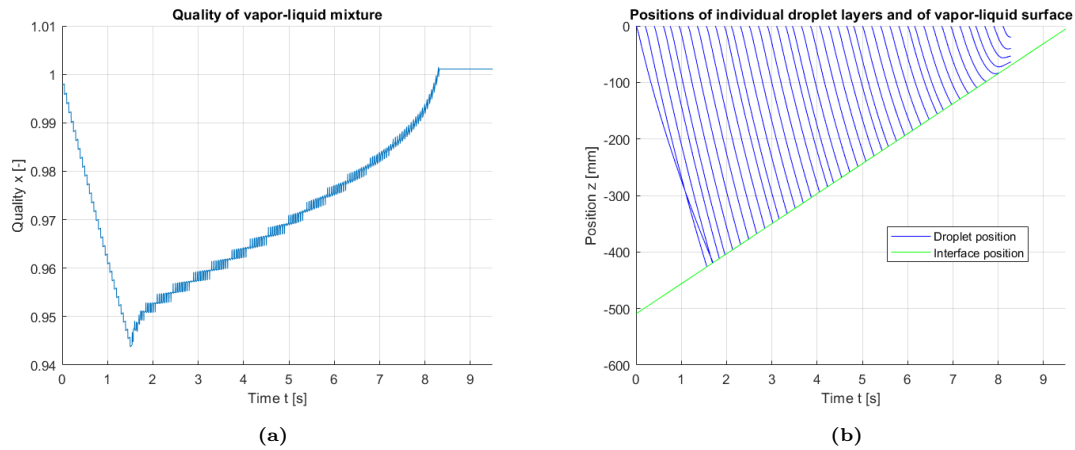 Quality of vapor-liquid mixture
1.01
1
0.99
0.98
0.97
0.96
0.95
0.94
Quality x [-]
0 1 2 3 4 5 6 7 8 9
Time t [s]
(a)
Positions of individual droplet layers and of vapor-liquid surface
0
-100
-200
-300
-400
-500
-600
Position z [mm]
Droplet position
Interface position
0 1 2 3 4 5 6 7 8 9
Time t [s]
(b)